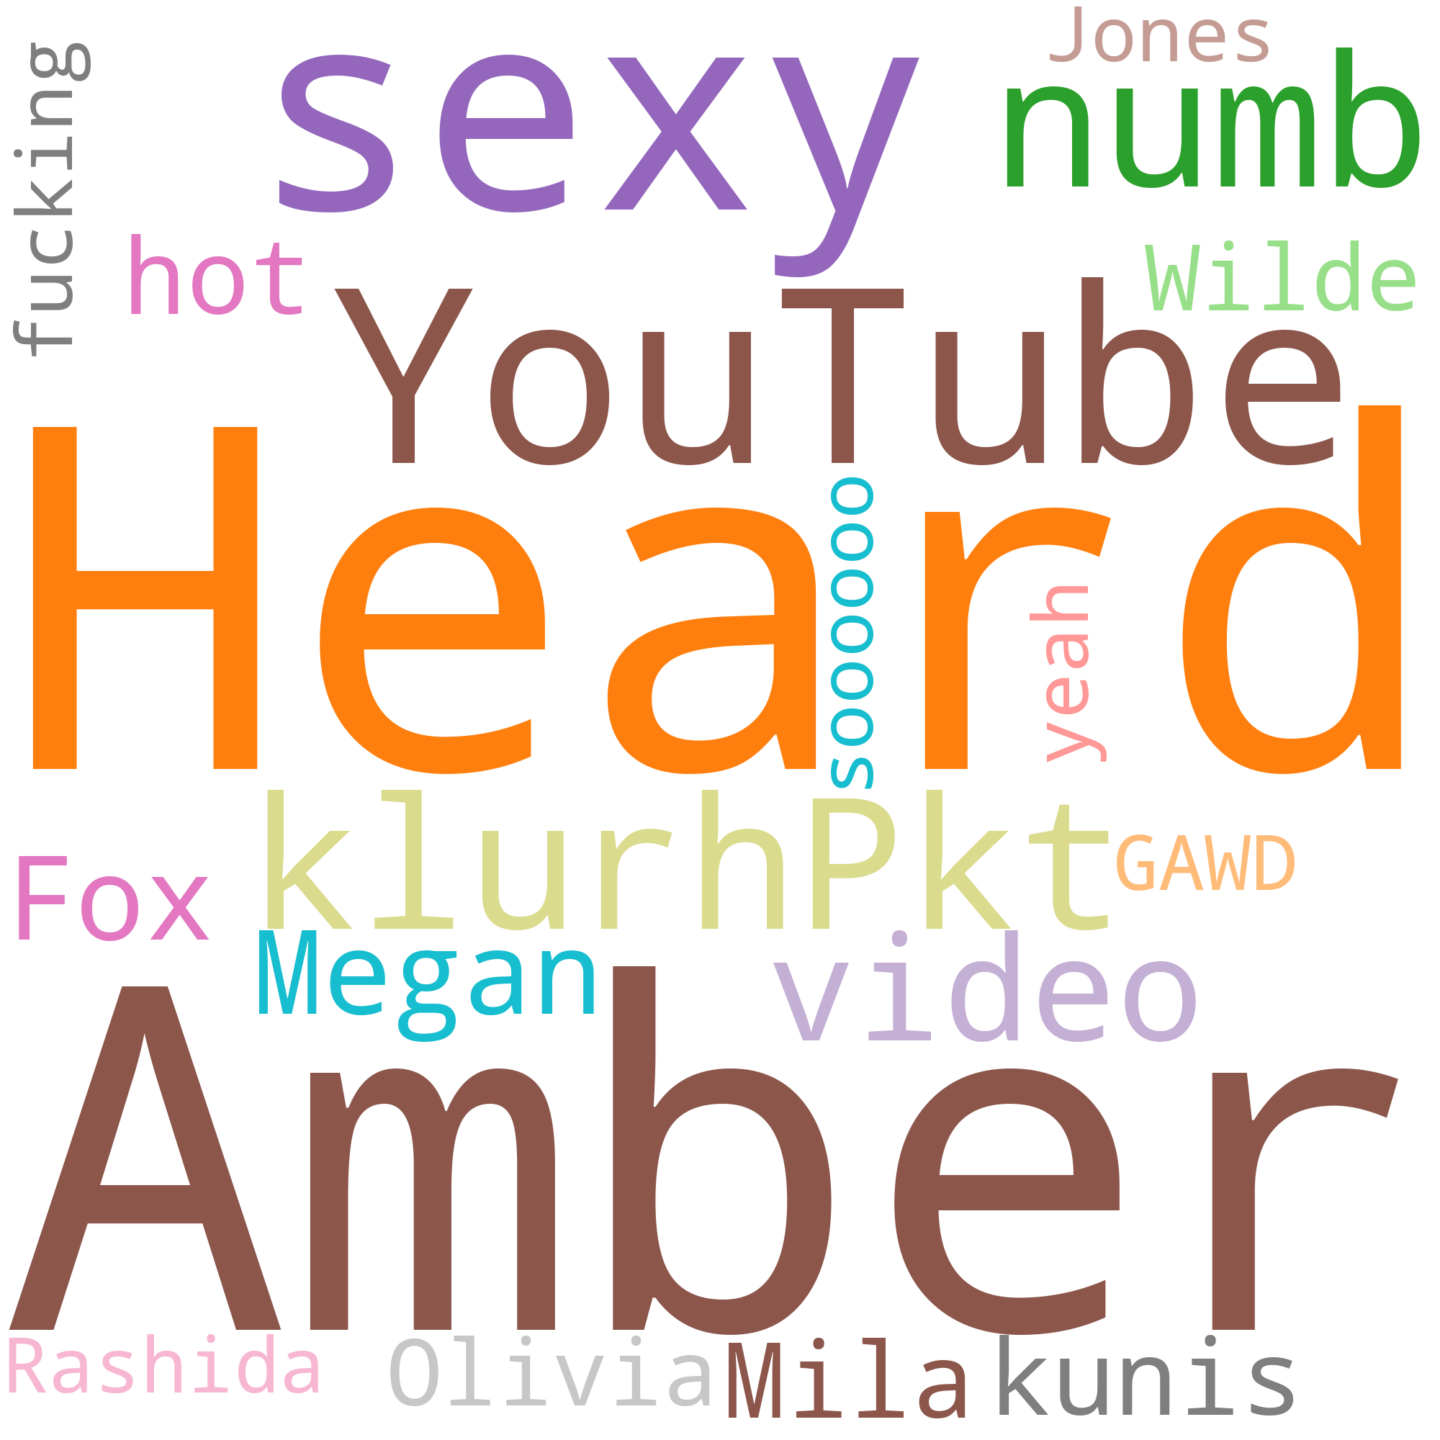 Jones
fucking
sexy
numb
hot
Wilde
YouTube
Heard
sooooooo
yeah
klurhPkt
GAWD
Fox
Megan
video
Amber
Rashida
Olivia
Mila
kunis